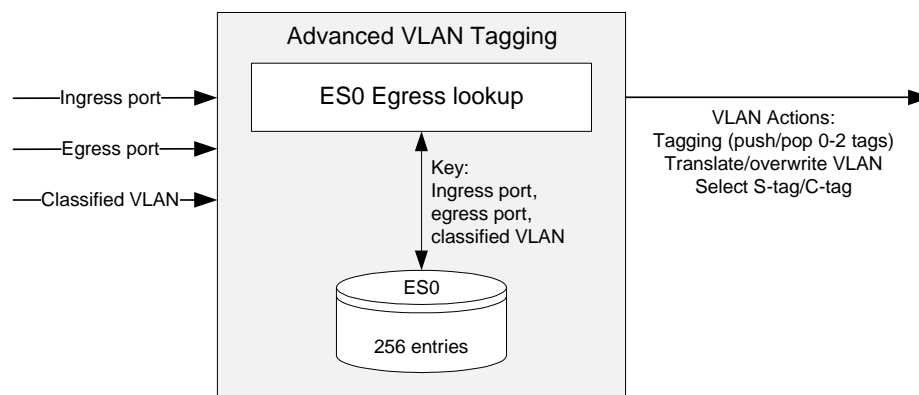 Advanced VLAN Tagging
ES0 Egress lookup
Ingress port
Egress port
Classified VLAN
Key:
Ingress port,
egress port,
classified VLAN
ES0
256 entries
VLAN Actions:
Tagging (push/pop 0-2 tags)
Translate/overwrite VLAN
Select S-tag/C-tag